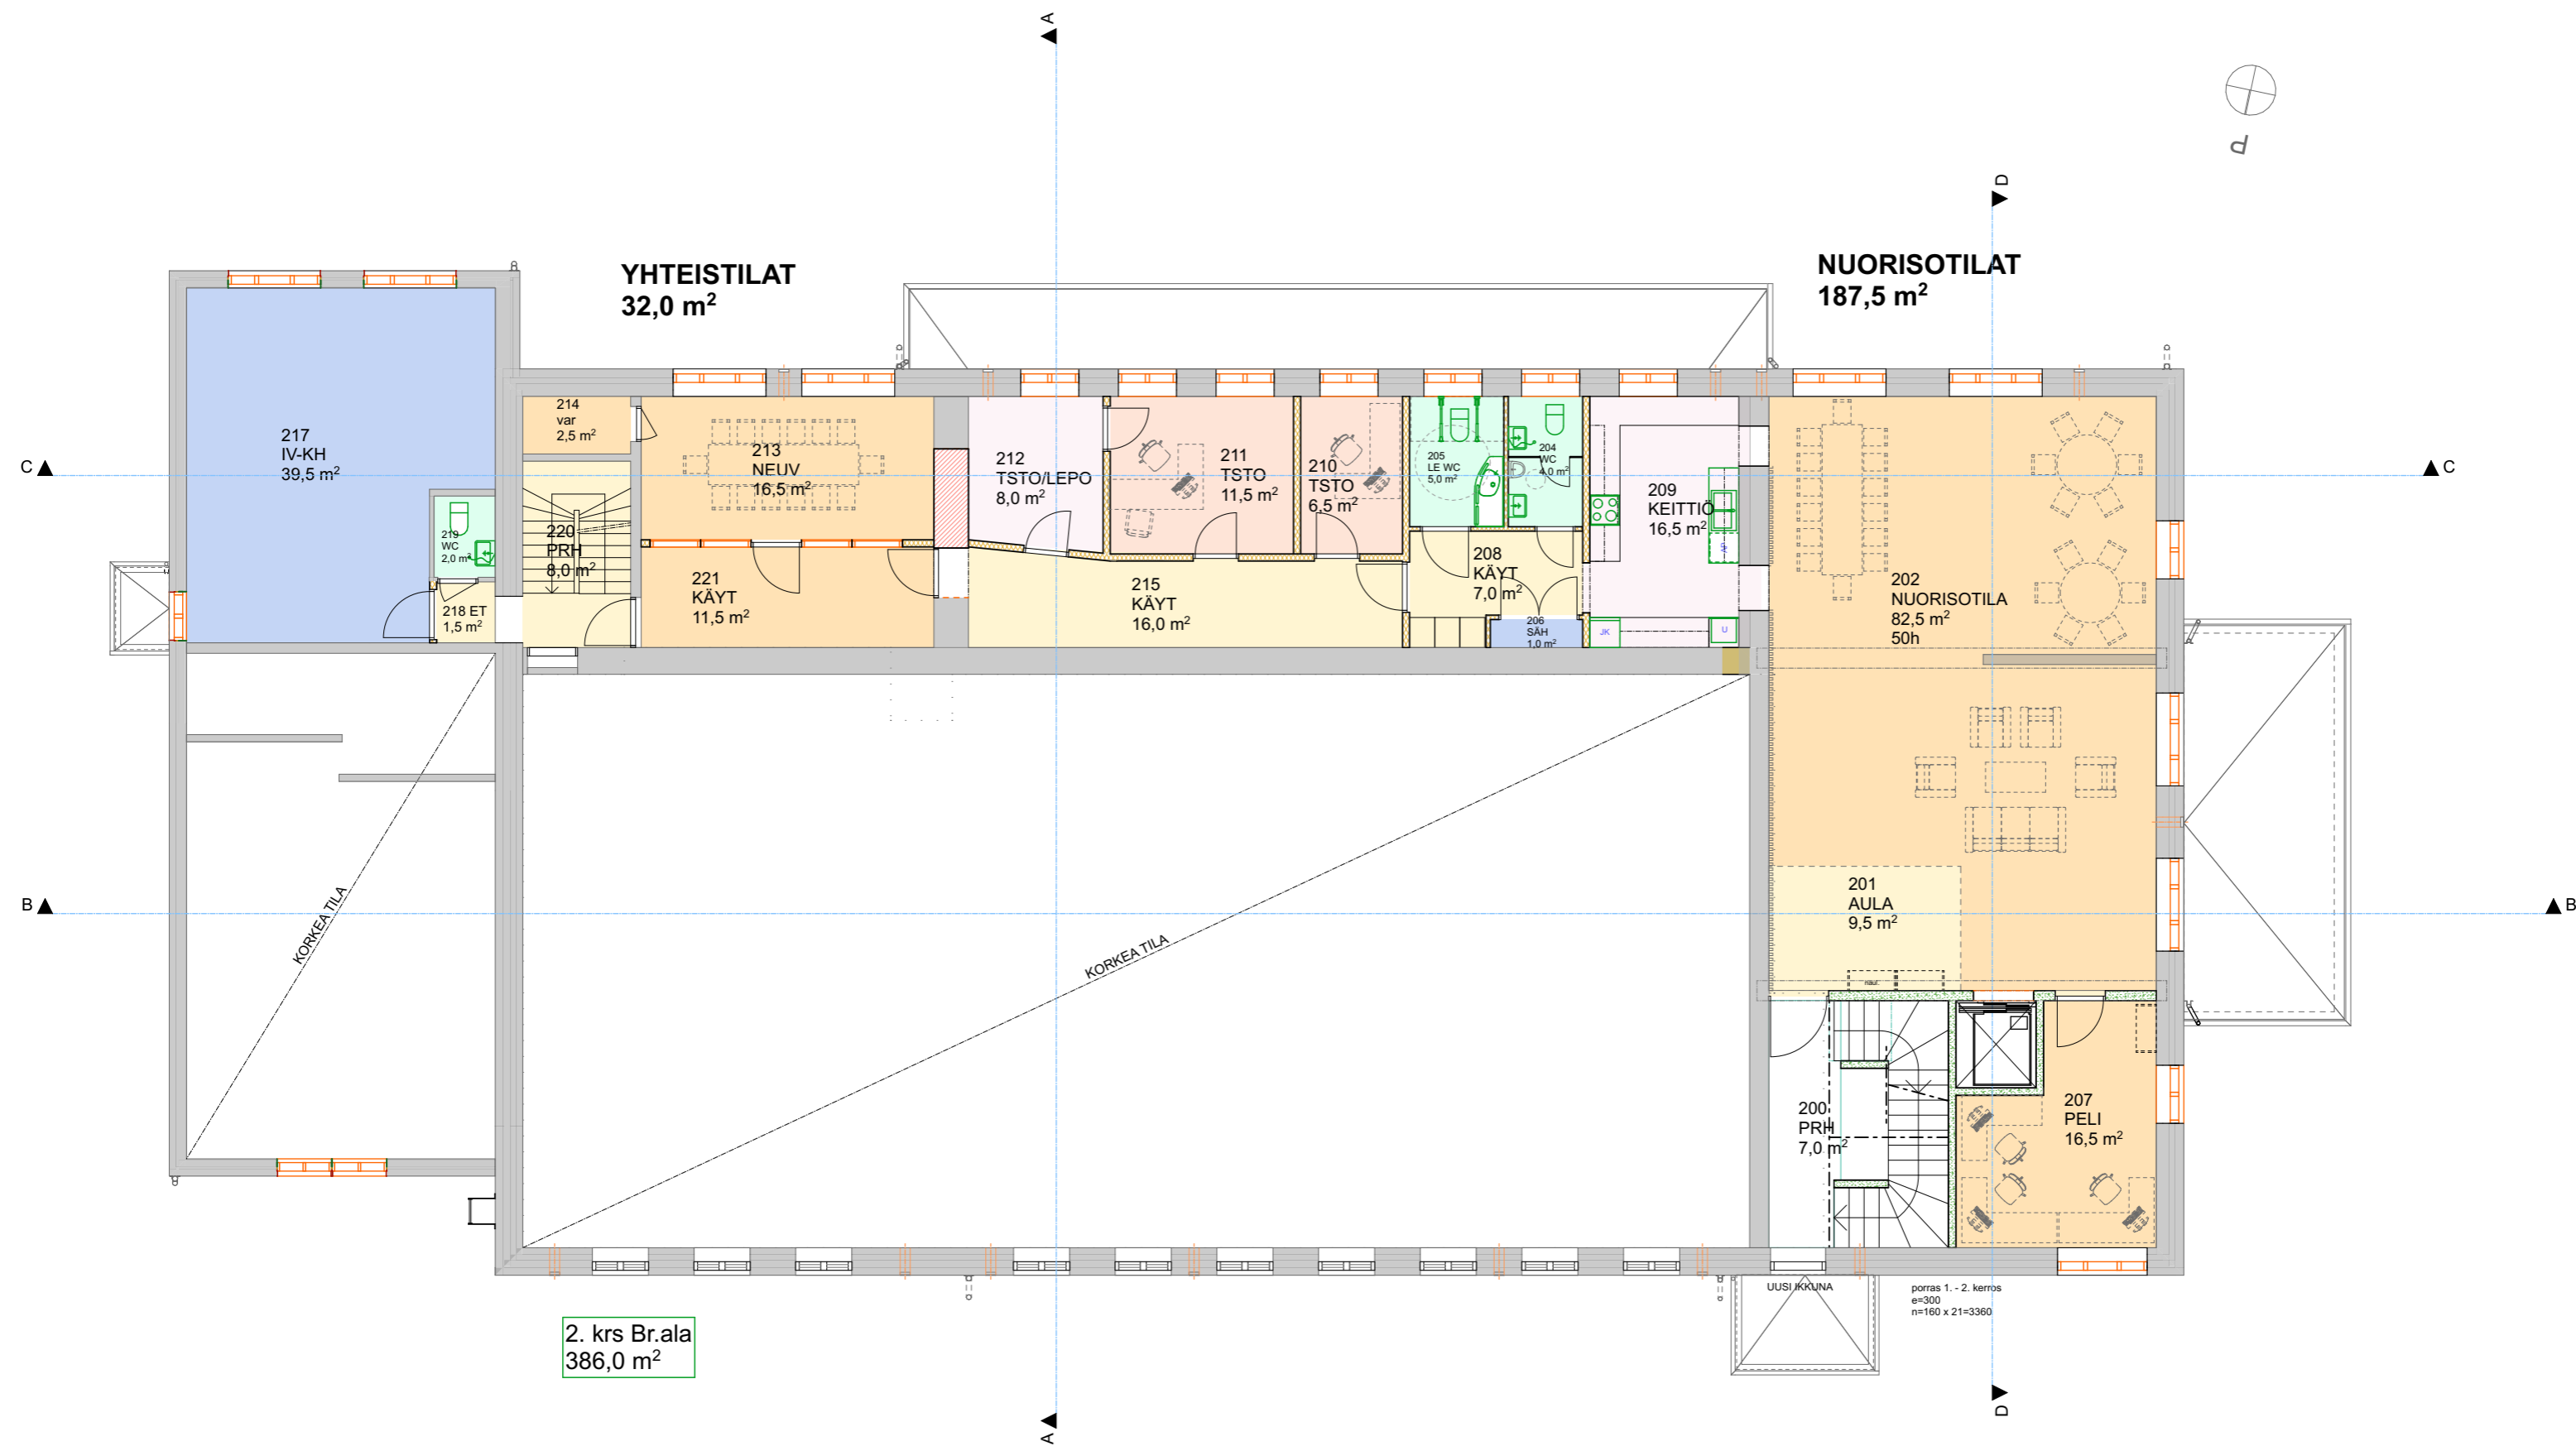 A
P
D
YHTEISTILAT
32,0 m²
NUORISOTILAT
187,5 m²
C
C
217
IV-KH
39,5 m²
214
var
2,5 m²
213
NEUV
16,5 m²
212
TSTO/LEPO
8,0 m²
211
TSTO
11,5 m²
210
TSTO
6,5 m²
205
LE WC
5,0 m²
204
WC
4,0 m²
209
KEITTIÖ
16,5 m²
AP
219
WC
2,0 m²
220
PRH
8,0 m²
218 ET
1,5 m²
221
KÄYT
11,5 m²
215
KÄYT
16,0 m²
208
KÄYT
7,0 m²
206
SÄH
1,0 m²
JK
U
202
NUORISOTILA
82,5 m²
50h
B
B
KORKEA TILA
KORKEA TILA
201
AULA
9,5 m²
naul.
200
PRH
7,0 m²
207
PELI
16,5 m²
UUSI IKKUNA
porras 1. - 2. kerros
e=300
n=160 x 21=3360
2. krs Br.ala
386,0 m²
A
D